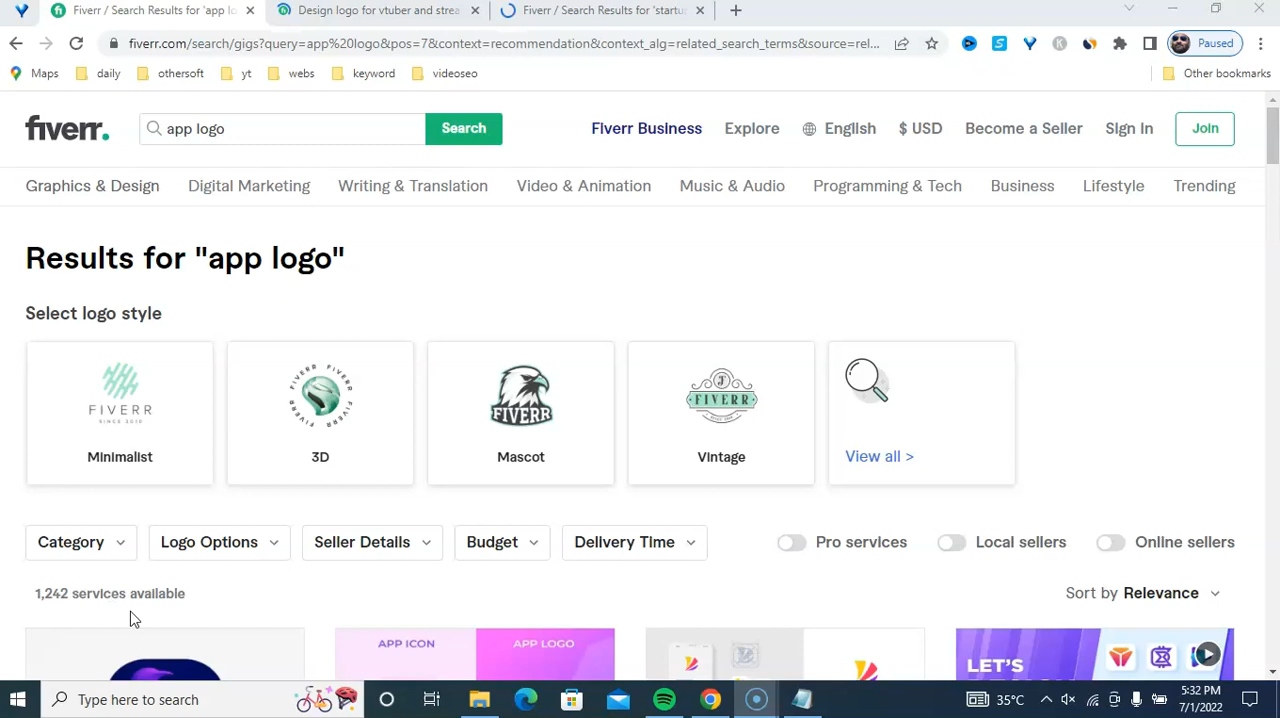 Fiverr / Search Results for 'app lo
Design logo for vtuber and strea
Fiverr / Search Results for 'startu
fiverr.com/search/gigs?query=app%20logo&pos=7&context=recommendation&context_alg=related_search_terms&source=rel...
Paused
Maps
daily
othersoft
yt
webs
keyword
videoseo
Other bookmarks
fiverr.
app logo
Search
Fiverr Business
Explore
English
$ USD
Become a Seller
Sign In
Join
Graphics & Design
Digital Marketing
Writing & Translation
Video & Animation
Music & Audio
Programming & Tech
Business
Lifestyle
Trending
Results for "app logo"
Select logo style
FIVERR
Minimalist
FIVERR FIVERR FIVERR
3D
FIVERR
Mascot
FIVERR
Vintage
View all >
Category
Logo Options
Seller Details
Budget
Delivery Time
Pro services
Local sellers
Online sellers
1,242 services available
Sort by Relevance
APP ICON
APP LOGO
LET'S
Type here to search
35°C
5:32 PM
7/1/2022